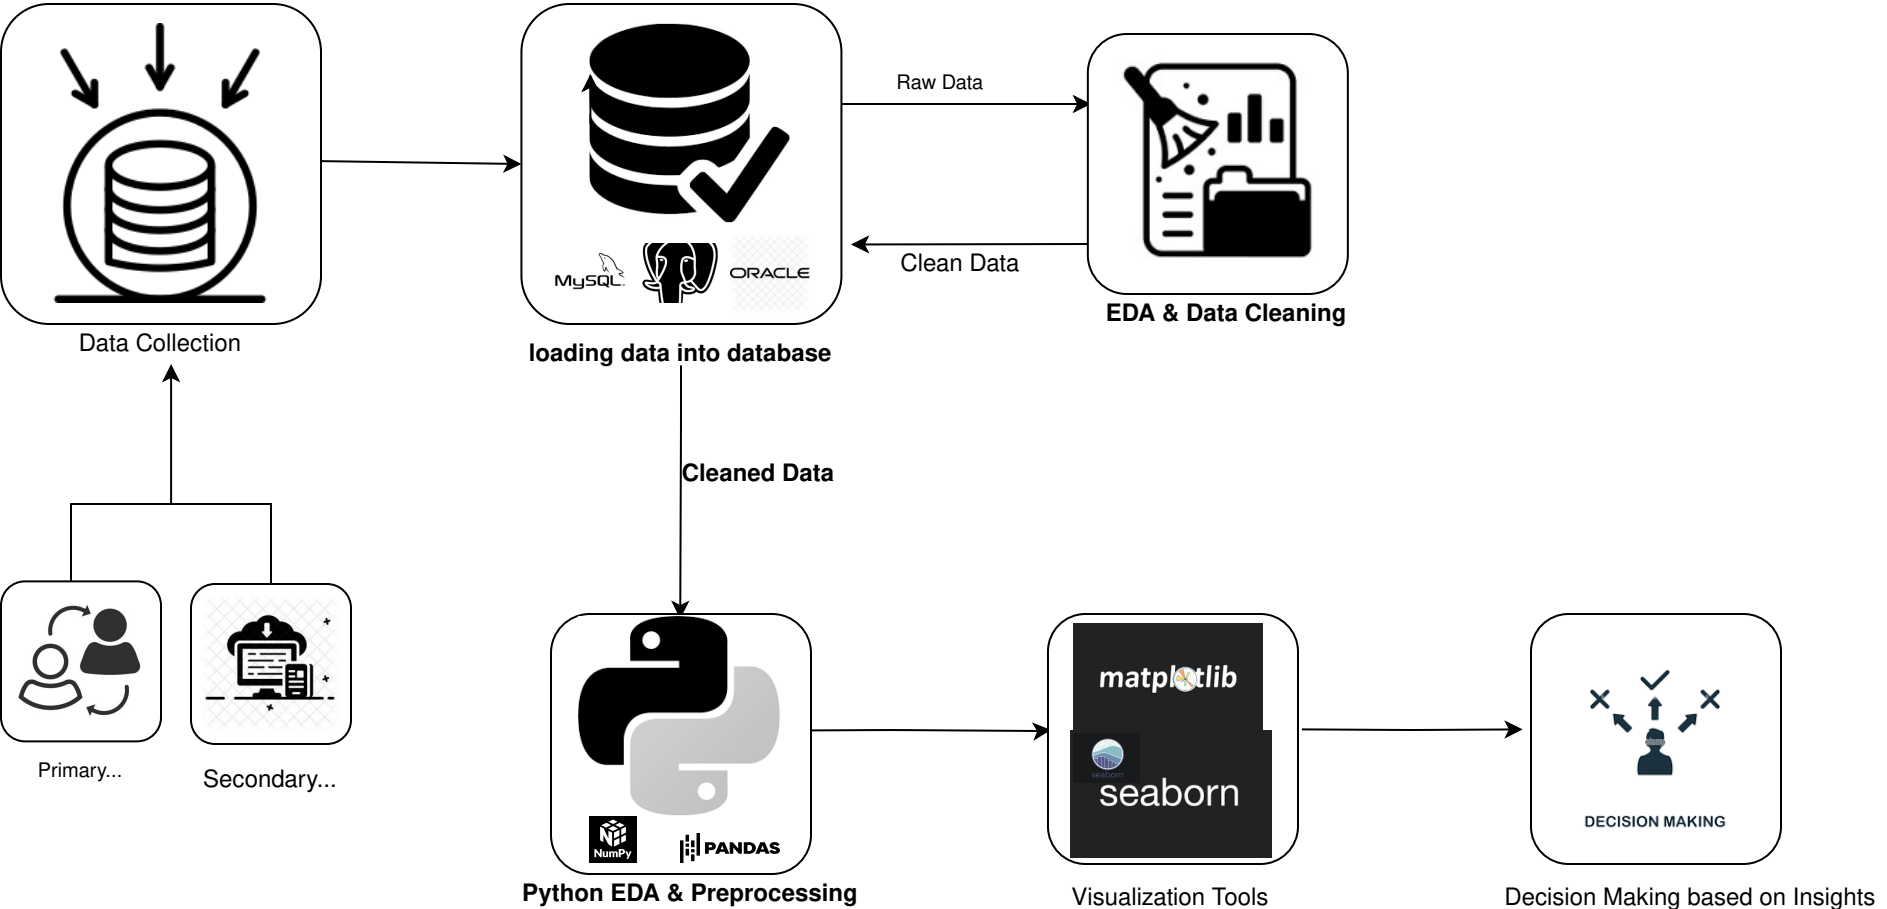 Raw Data
MySQL.
ORACLE
Clean Data
EDA & Data Cleaning
Data Collection
loading data into database
Cleaned Data
Primary...
Secondary...
matplotlib
seaborn
seaborn
DECISION MAKING
NumPy
PANDAS
Python EDA & Preprocessing
Visualization Tools
Decision Making based on Insights